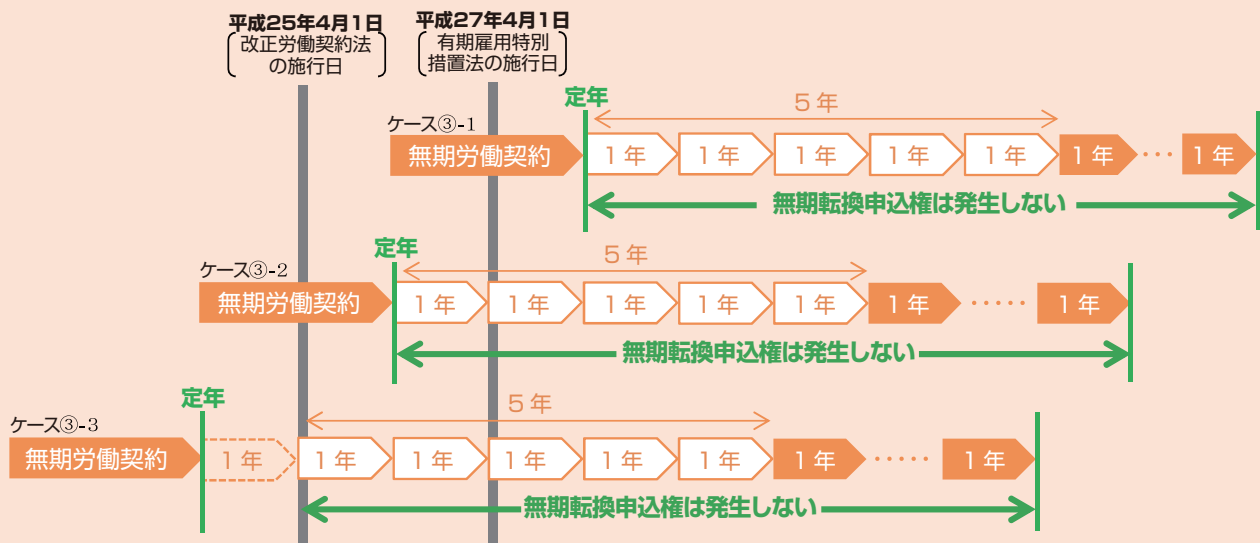 平成25年4月1日
改正労働契約法
の施行日
平成27年4月1日
有期雇用特別
措置法の施行日
定年
5年
ケース③-1
無期労働契約
1年
1年
1年
1年
1年
1年
・・・
1年
無期転換申込権は発生しない
定年
5年
ケース③-2
無期労働契約
1年
1年
1年
1年
1年
1年
・・・・・
1年
無期転換申込権は発生しない
定年
5年
ケース③-3
無期労働契約
1年
1年
1年
1年
1年
1年
1年
・・・・・
1年
無期転換申込権は発生しない